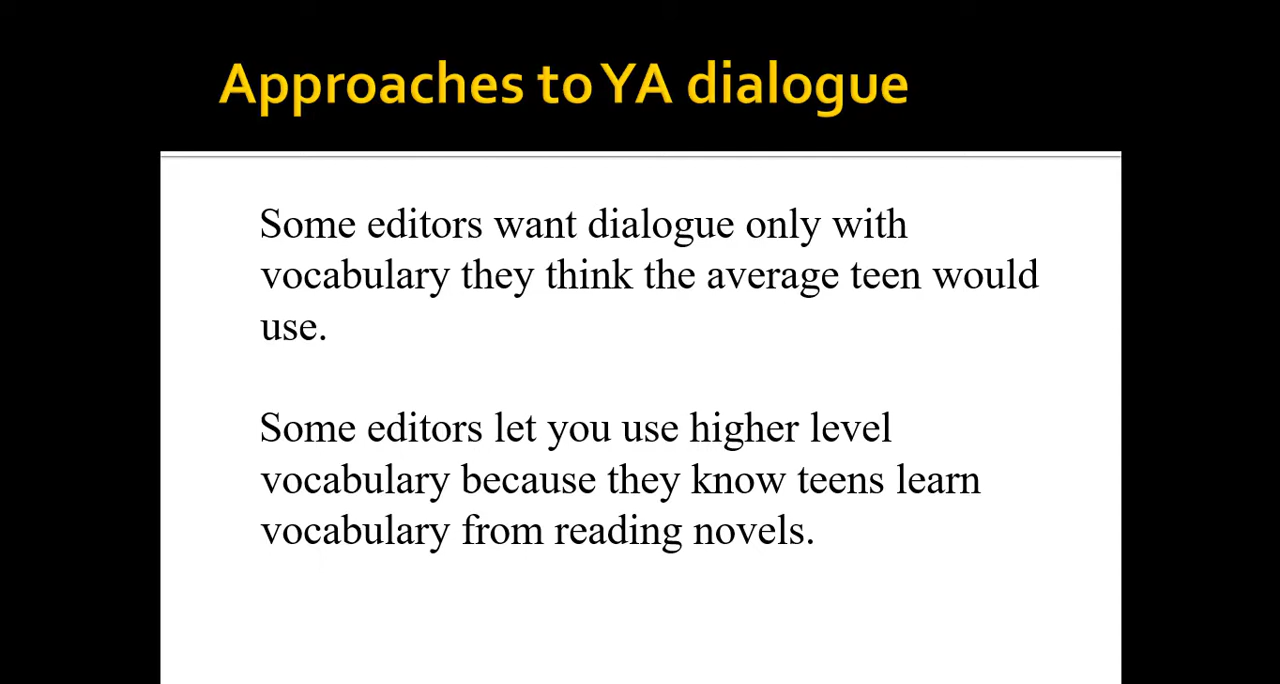 Approaches to YA dialogue
Some editors want dialogue only with
vocabulary they think the average teen would
use.
Some editors let you use higher level
vocabulary because they know teens learn
vocabulary from reading novels.